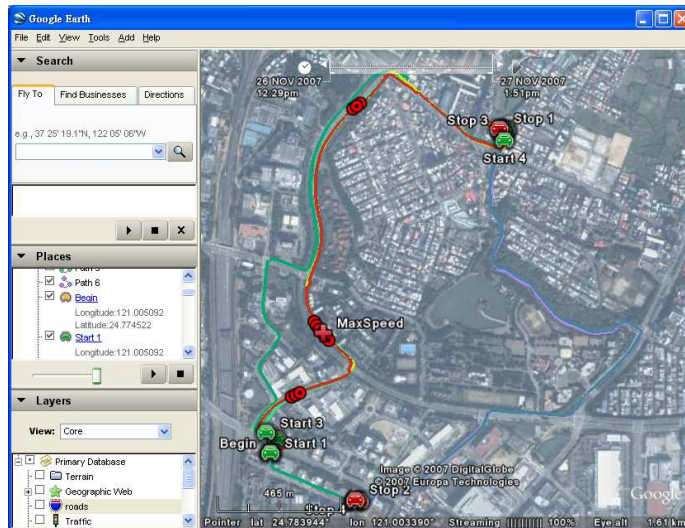 Google Earth
File Edit View Tools Add Help
Search
Fly To Find Businesses Directions
e.g., 37 25' 19.1"N, 122 05' 06"W
Places
Path 6
Begin
Longitude:121.005092
Latitude:24.774522
Start 1
Longitude:121.005092
Layers
View: Core
Primary Database
Terrain
Geographic Web
roads
Traffic
26 NOV 2007
12:29pm
27 NOV 2007
1:51pm
Stop 3 Stop 1
Start 4
MaxSpeed
Start 3
Begin Start 1
Stop 2
Stop 4
465 m
Image © 2007 DigitalGlobe
© 2007 Europa Technologies
Google
Pointer lat 24.783944° lon 121.003390° Streaming 100% Eye alt 1.61 km